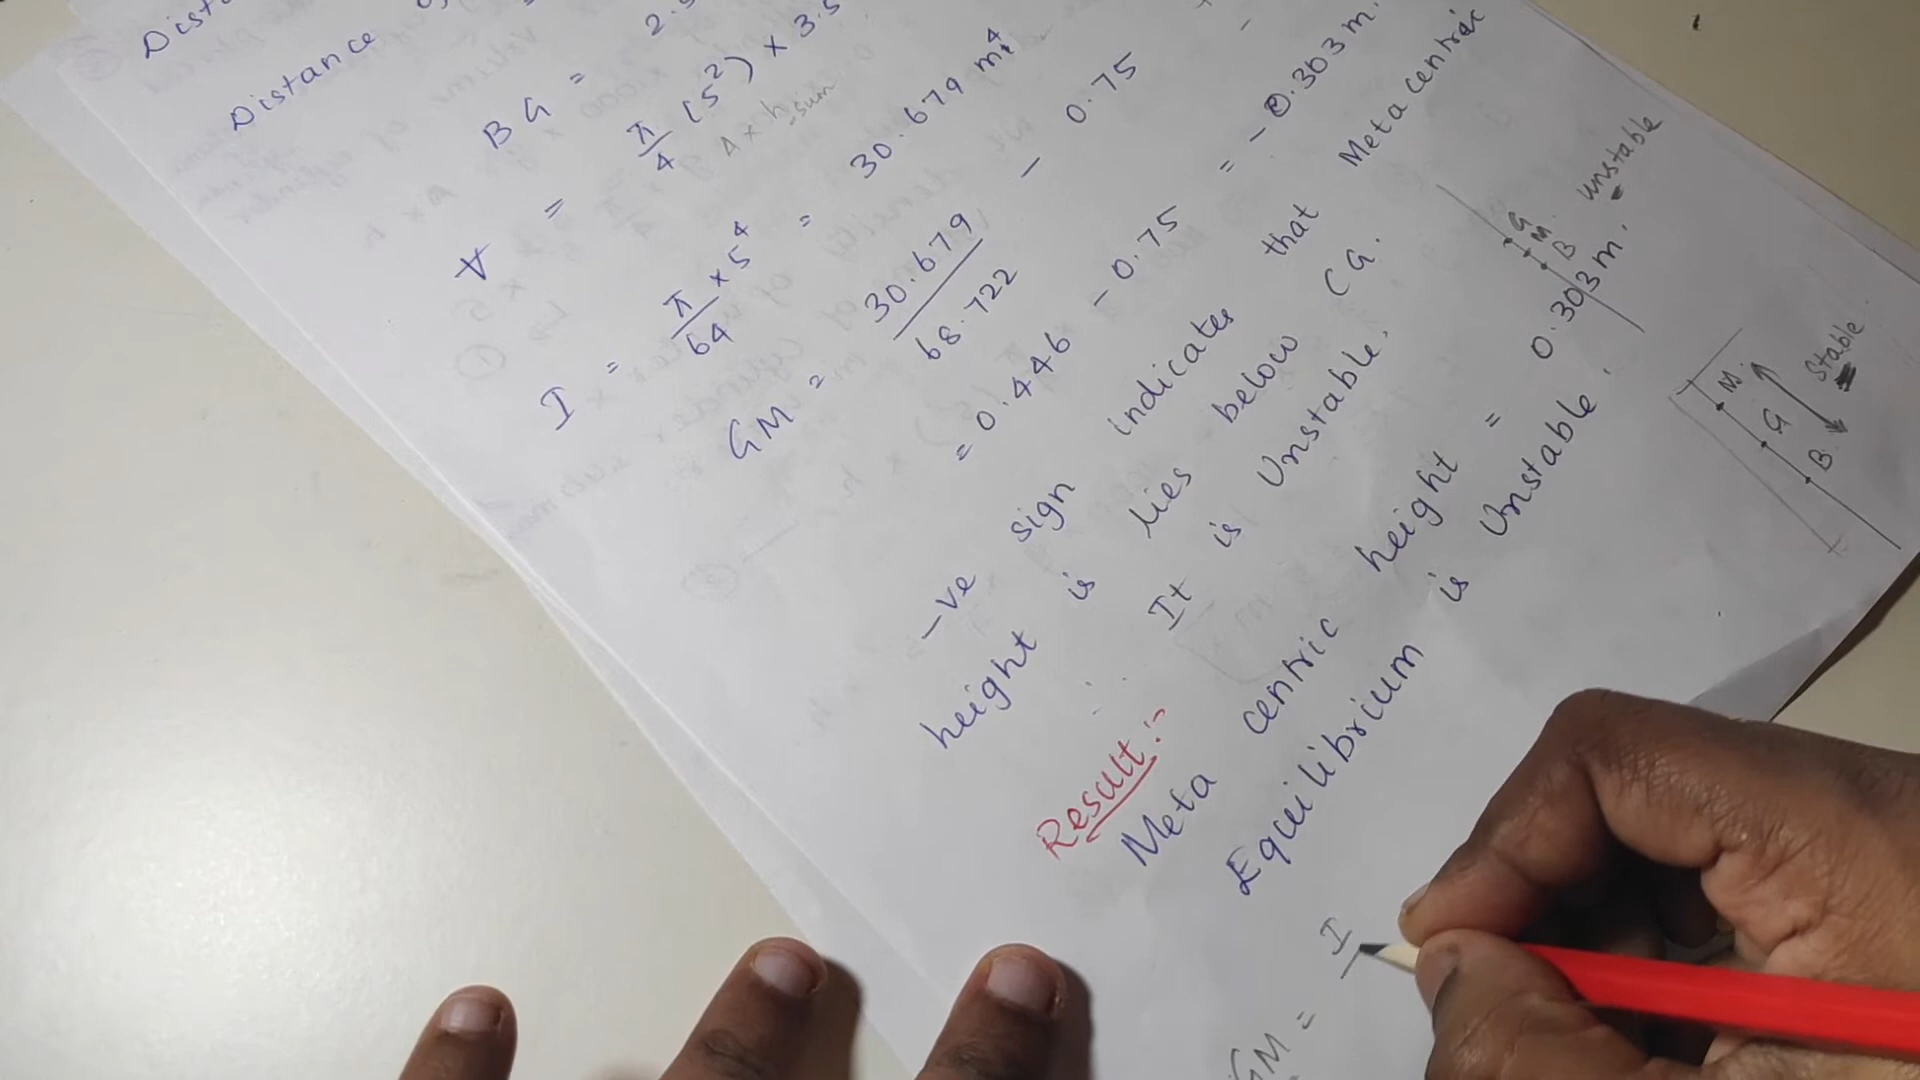 Distance
BG = 2.5
∀ = π/4 (5²) × 3.5
A × h sum
I = π/64 × 5⁴ = 30.679 m⁴
GM = 30.679/68.722 - 0.75
= 0.446 - 0.75 = - 0.303 m.
-ve sign indicates that Meta centric
height is lies below CG.
∴ It is Unstable.
Result :-
Meta centric height = 0.303 m.
Equilibrium is Unstable.
GM = I
G
M
B
Unstable
M.
G
B
Stable